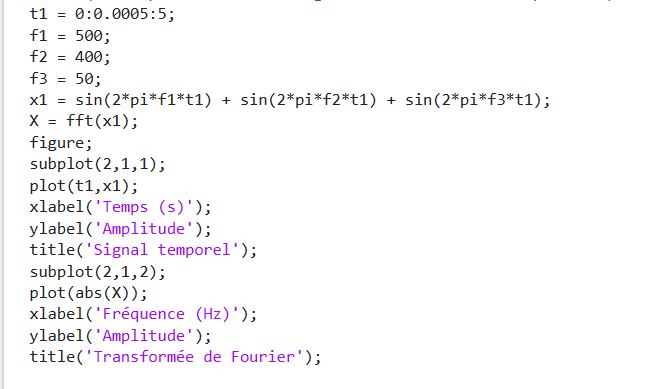 t1 = 0:0.0005:5;
f1 = 500;
f2 = 400;
f3 = 50;
x1 = sin(2*pi*f1*t1) + sin(2*pi*f2*t1) + sin(2*pi*f3*t1);
X = fft(x1);
figure;
subplot(2,1,1);
plot(t1,x1);
xlabel('Temps (s)');
ylabel('Amplitude');
title('Signal temporel');
subplot(2,1,2);
plot(abs(X));
xlabel('Fréquence (Hz)');
ylabel('Amplitude');
title('Transformée de Fourier');